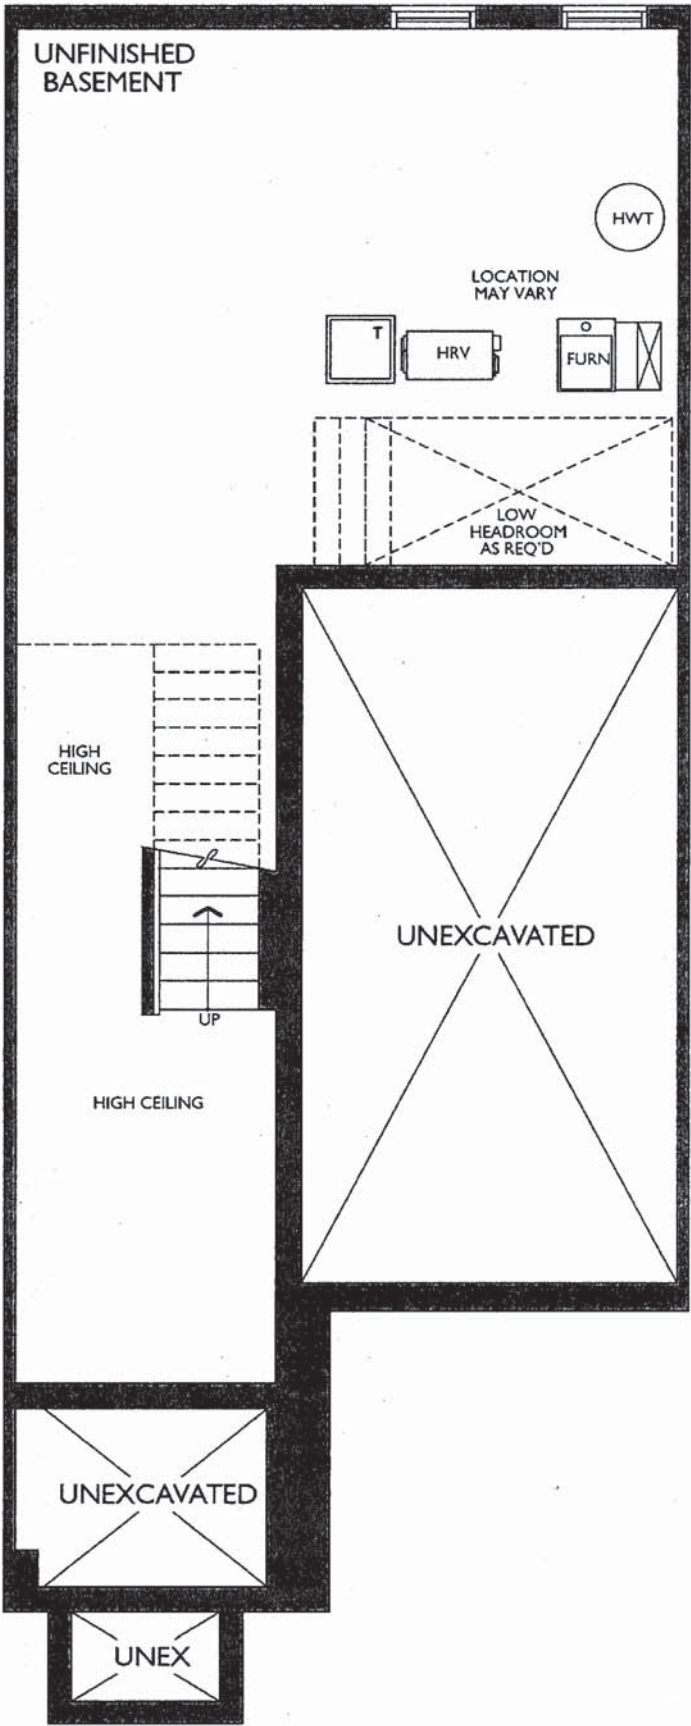 UNFINISHED
BASEMENT
HWT
LOCATION
MAY VARY
T
HRV
FURN
LOW
HEADROOM
AS REQ'D
HIGH
CEILING
UNEXCAVATED
UP
HIGH CEILING
UNEXCAVATED
UNEX